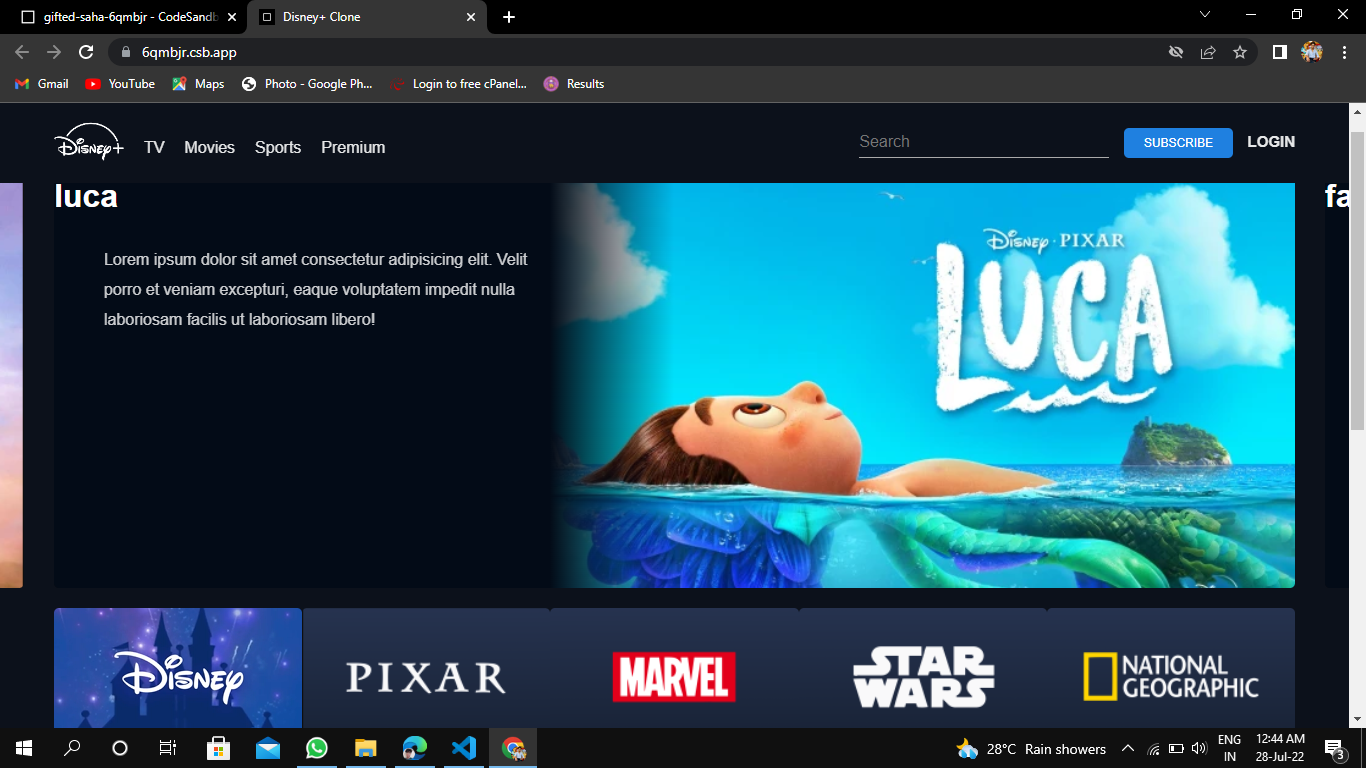 gifted-saha-6qmbjr - CodeSandb
Disney+ Clone
6qmbjr.csb.app
Gmail
YouTube
Maps
Photo - Google Ph...
Login to free cPanel...
Results
Disney+
TV
Movies
Sports
Premium
Search
SUBSCRIBE
LOGIN
luca
fa
Lorem ipsum dolor sit amet consectetur adipisicing elit. Velit
porro et veniam excepturi, eaque voluptatem impedit nulla
laboriosam facilis ut laboriosam libero!
Disney · PIXAR
LUCA
Disney
PIXAR
MARVEL
STAR
WARS
NATIONAL
GEOGRAPHIC
28°C Rain showers
ENG
IN
12:44 AM
28-Jul-22
3